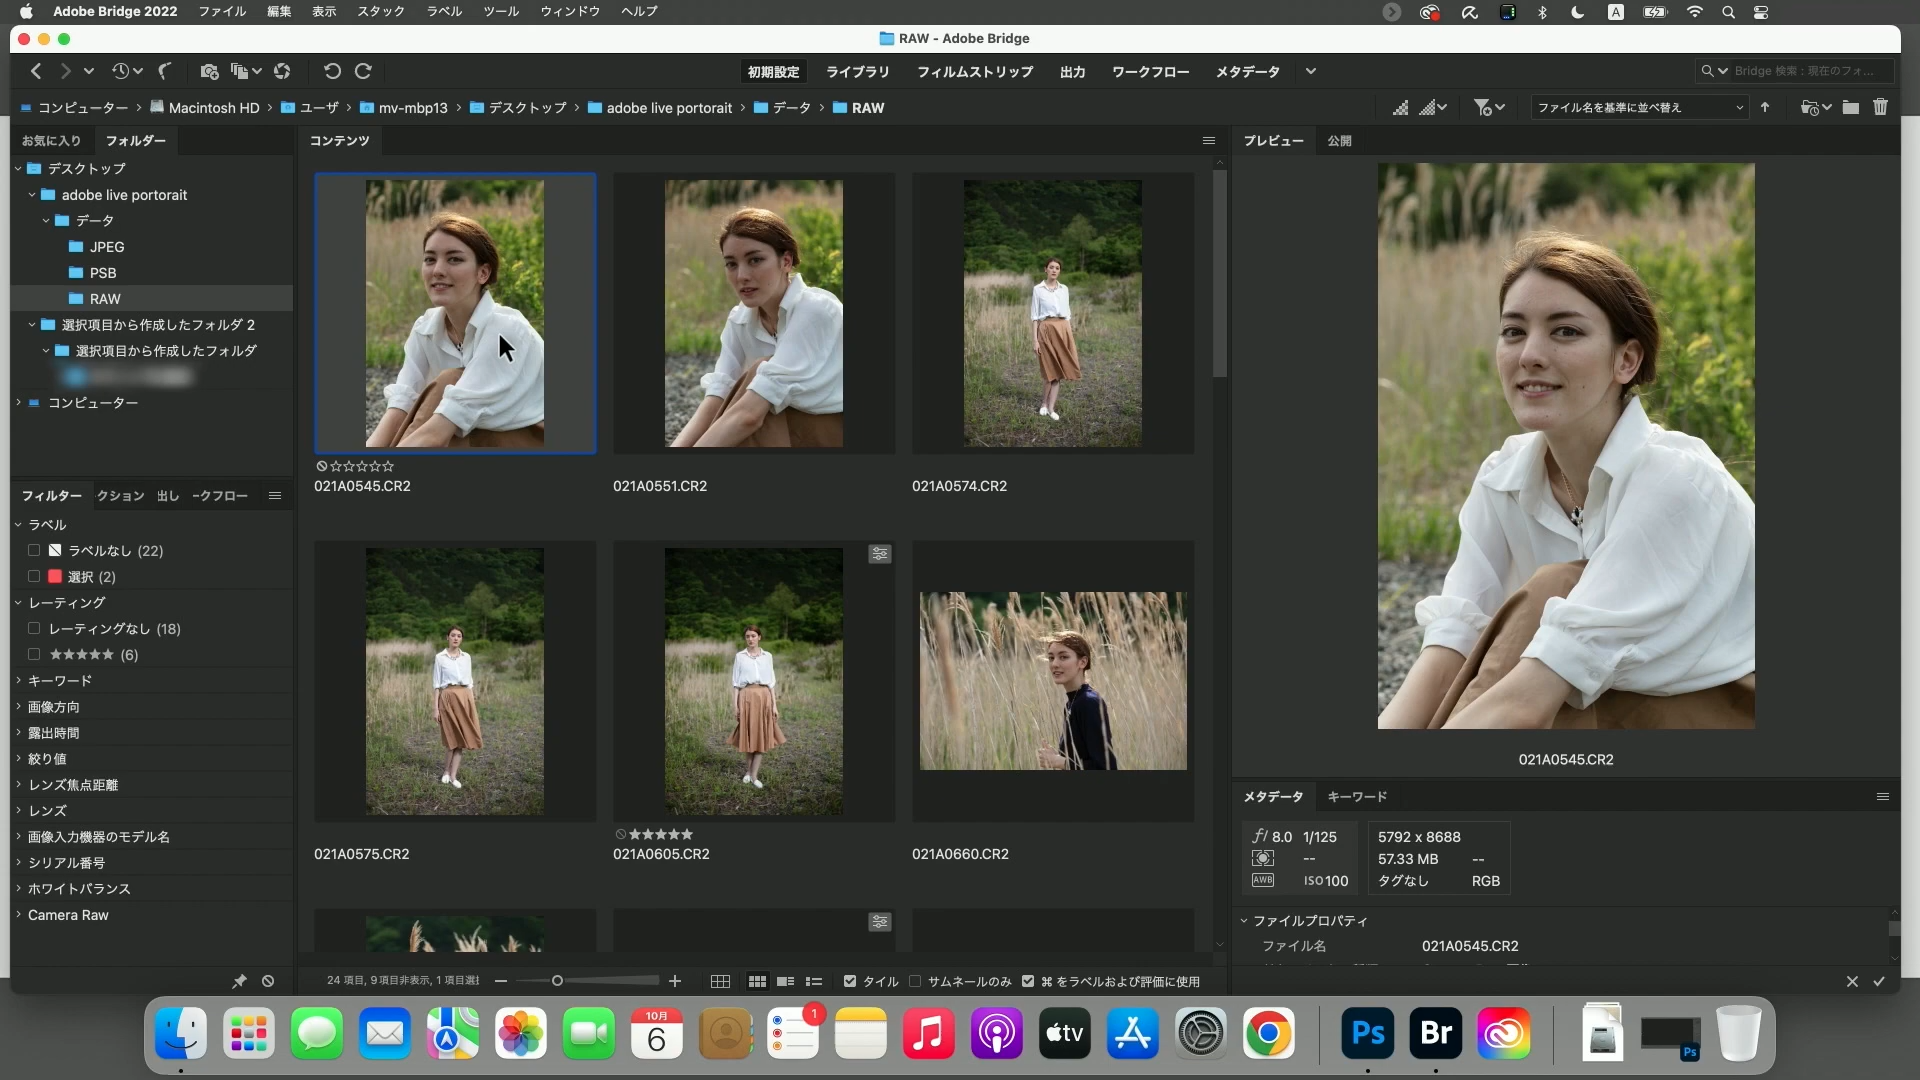 Adobe Bridge 2022 ファイル 編集 表示 スタック ラベル ツール ウィンドウ ヘルプ A
RAW - Adobe Bridge
初期設定 ライブラリ フィルムストリップ 出力 ワークフロー メタデータ Bridge 検索 : 現在のフォ...
コンピューター Macintosh HD ユーザ mv-mbp13 デスクトップ adobe live portorait データ RAW ファイル名を基準に並べ替え
お気に入り フォルダー
デスクトップ
adobe live portorait
データ
JPEG
PSB
RAW
選択項目から作成したフォルダ 2
選択項目から作成したフォルダ
コンピューター
フィルター クション 出し ークフロー
ラベル
ラベルなし (22)
選択 (2)
レーティング
レーティングなし (18)
★★★★★ (6)
キーワード
画像方向
露出時間
絞り値
レンズ焦点距離
レンズ
画像入力機器のモデル名
シリアル番号
ホワイトバランス
Camera Raw
コンテンツ
021A0545.CR2
021A0551.CR2
021A0574.CR2
021A0575.CR2
★★★★★
021A0605.CR2
021A0660.CR2
24 項目, 9 項目非表示, 1 項目選 タイル サムネールのみ ⌘ をラベルおよび評価に使用
プレビュー 公開
021A0545.CR2
メタデータ キーワード
f/ 8.0 1/125
--
AWB ISO 100
5792 x 8688
57.33 MB --
タグなし RGB
ファイルプロパティ
ファイル名 021A0545.CR2
10月
6
1
tv
Ps
Br
Ps